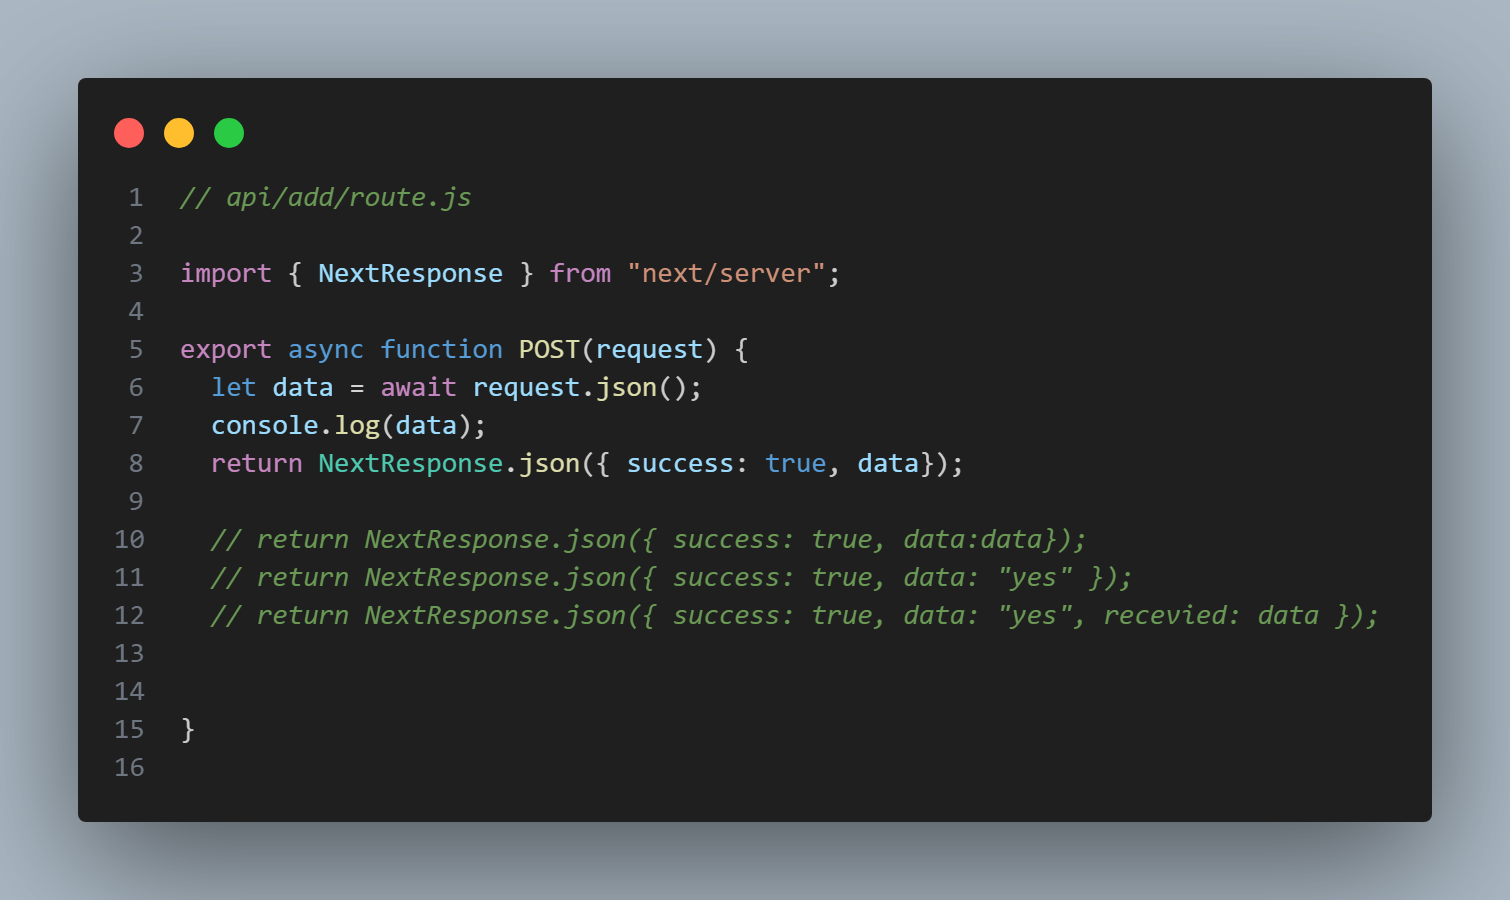 1 // api/add/route.js
2
3 import { NextResponse } from "next/server";
4
5 export async function POST(request) {
6   let data = await request.json();
7   console.log(data);
8   return NextResponse.json({ success: true, data});
9
10   // return NextResponse.json({ success: true, data:data});
11   // return NextResponse.json({ success: true, data: "yes" });
12   // return NextResponse.json({ success: true, data: "yes", recevied: data });
13
14
15 }
16